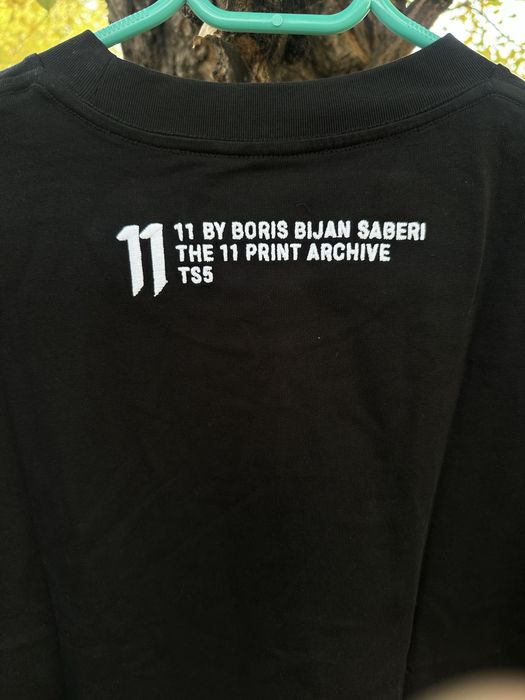 11
11 BY BORIS BIJAN SABERI
THE 11 PRINT ARCHIVE
TS5